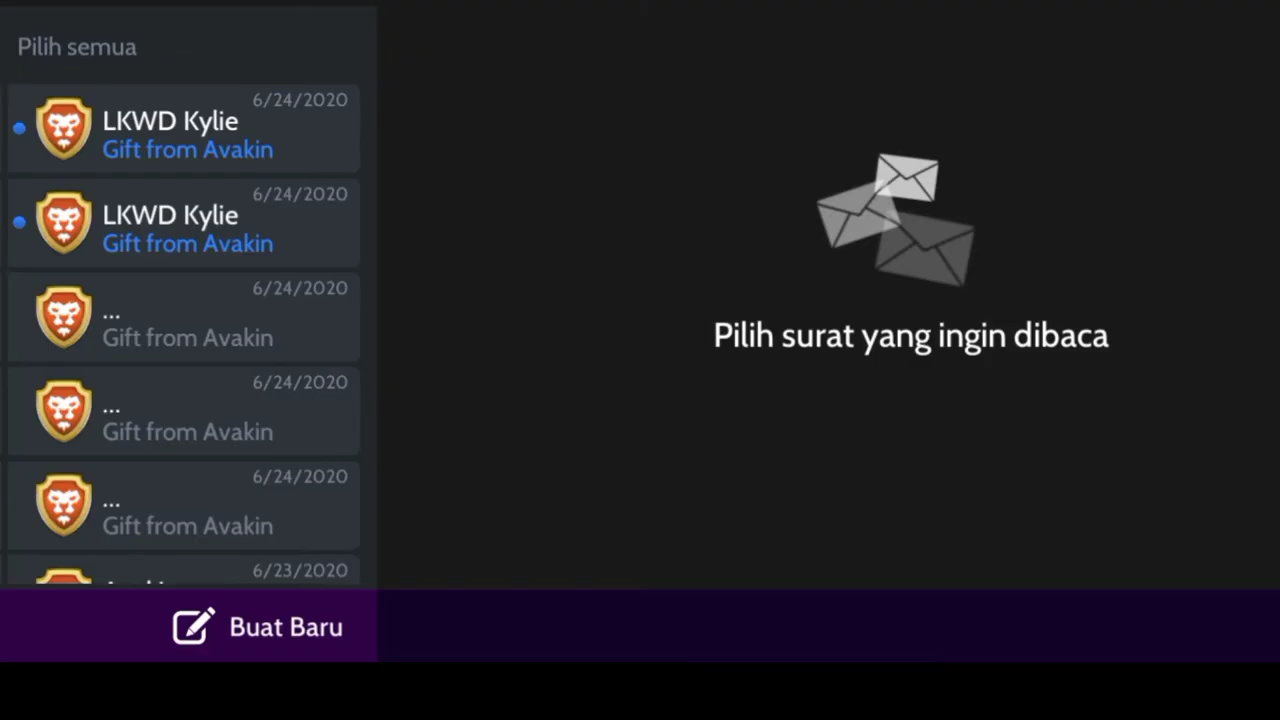 Pilih semua
6/24/2020
LKWD Kylie
Gift from Avakin
6/24/2020
LKWD Kylie
Gift from Avakin
6/24/2020
...
Gift from Avakin
6/24/2020
...
Gift from Avakin
6/24/2020
...
Gift from Avakin
6/23/2020
Buat Baru
Pilih surat yang ingin dibaca